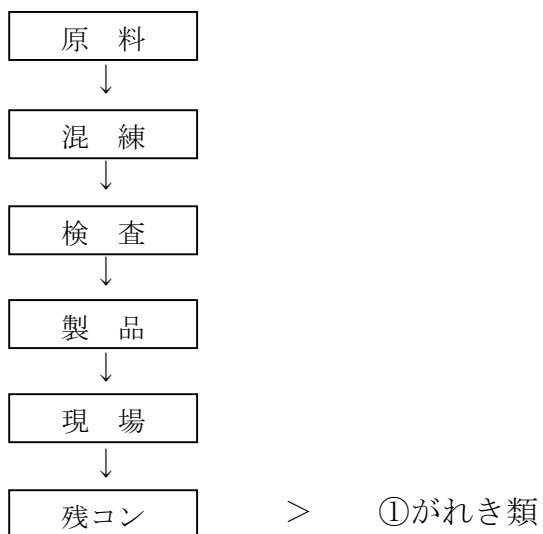 原　料
↓
混　練
↓
検　査
↓
製　品
↓
現　場
↓
残コン　＞　①がれき類